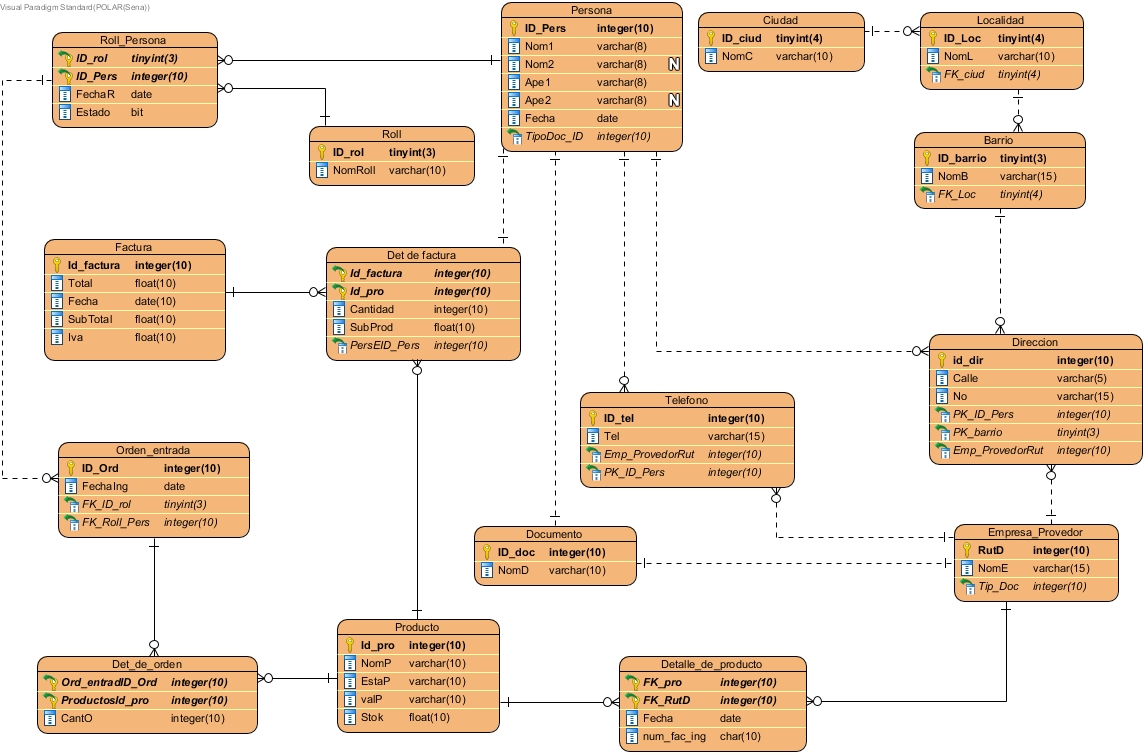 Visual Paradigm Standard(POLAR(Sena))
Roll_Persona
ID_rol tinyint(3)
ID_Pers integer(10)
FechaR date
Estado bit
Persona
ID_Pers integer(10)
Nom1 varchar(8)
Nom2 varchar(8) N
Ape1 varchar(8)
Ape2 varchar(8) N
Fecha date
TipoDoc_ID integer(10)
Ciudad
ID_ciud tinyint(4)
NomC varchar(10)
Localidad
ID_Loc tinyint(4)
NomL varchar(10)
FK_ciud tinyint(4)
Roll
ID_rol tinyint(3)
NomRoll varchar(10)
Barrio
ID_barrio tinyint(3)
NomB varchar(15)
FK_Loc tinyint(4)
Factura
Id_factura integer(10)
Total float(10)
Fecha date(10)
SubTotal float(10)
Iva float(10)
Det de factura
Id_factura integer(10)
Id_pro integer(10)
Cantidad integer(10)
SubProd float(10)
PersEID_Pers integer(10)
Direccion
id_dir integer(10)
Calle varchar(5)
No varchar(15)
PK_ID_Pers integer(10)
PK_barrio tinyint(3)
Emp_ProvedorRut integer(10)
Telefono
ID_tel integer(10)
Tel varchar(15)
Emp_ProvedorRut integer(10)
PK_ID_Pers integer(10)
Orden_entrada
ID_Ord integer(10)
FechaIng date
FK_ID_rol tinyint(3)
FK_Roll_Pers integer(10)
Documento
ID_doc integer(10)
NomD varchar(10)
Empresa_Provedor
RutD integer(10)
NomE varchar(15)
Tip_Doc integer(10)
Producto
Id_pro integer(10)
NomP varchar(10)
EstaP varchar(10)
valP varchar(10)
Stok float(10)
Det_de_orden
Ord_entradID_Ord integer(10)
ProductosId_pro integer(10)
CantO integer(10)
Detalle_de_producto
FK_pro integer(10)
FK_RutD integer(10)
Fecha date
num_fac_ing char(10)